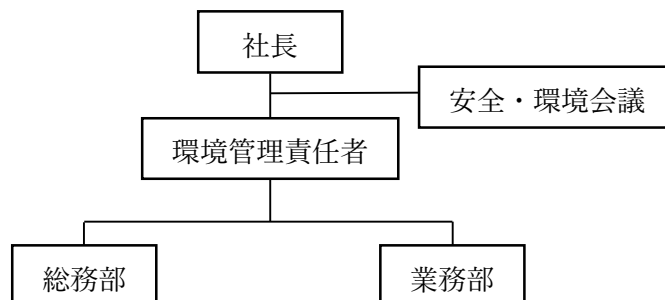 社長
安全・環境会議
環境管理責任者
総務部
業務部